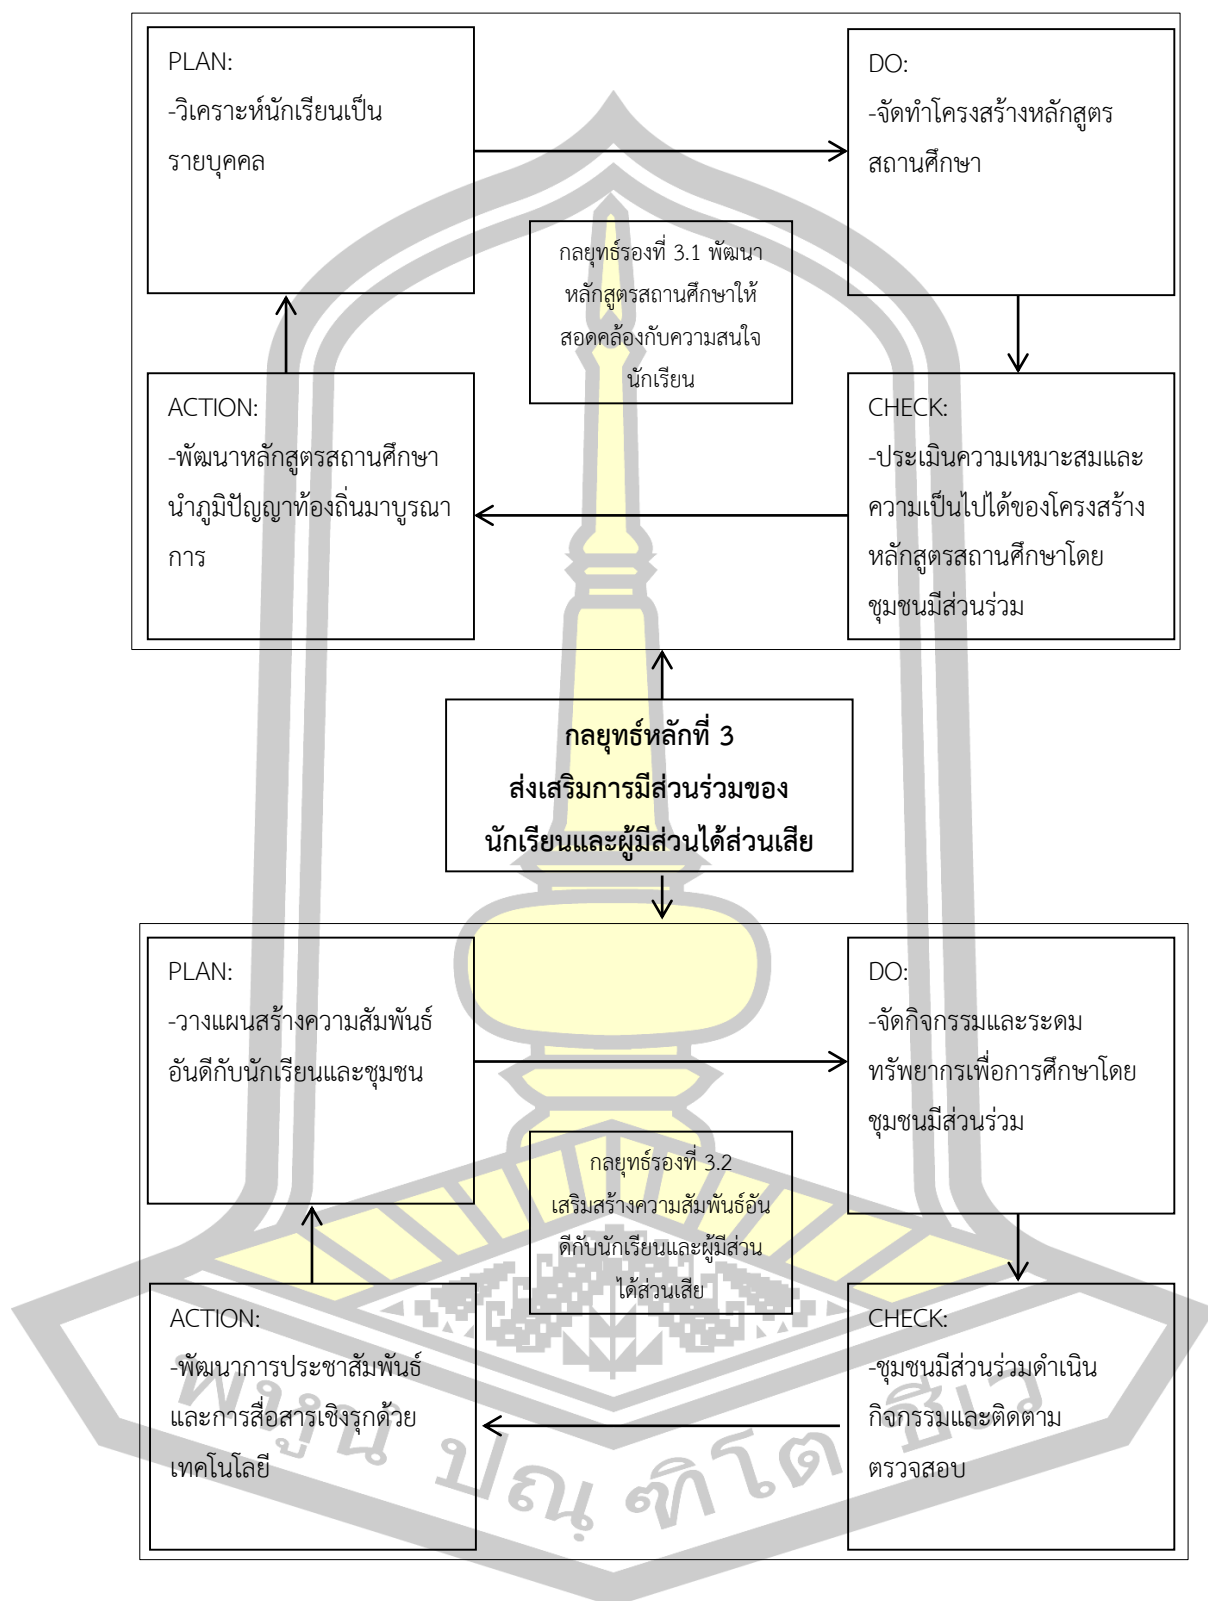 PLAN:
-วิเคราะห์นักเรียนเป็น
รายบุคคล
DO:
-จัดทำโครงสร้างหลักสูตร
สถานศึกษา
กลยุทธ์รองที่ 3.1 พัฒนา
หลักสูตรสถานศึกษาให้
สอดคล้องกับความสนใจ
นักเรียน
ACTION:
-พัฒนาหลักสูตรสถานศึกษา
นำภูมิปัญญาท้องถิ่นมาบูรณา
การ
CHECK:
-ประเมินความเหมาะสมและ
ความเป็นไปได้ของโครงสร้าง
หลักสูตรสถานศึกษาโดย
ชุมชนมีส่วนร่วม
กลยุทธ์หลักที่ 3
ส่งเสริมการมีส่วนร่วมของ
นักเรียนและผู้มีส่วนได้ส่วนเสีย
PLAN:
-วางแผนสร้างความสัมพันธ์
อันดีกับนักเรียนและชุมชน
DO:
-จัดกิจกรรมและระดม
ทรัพยากรเพื่อการศึกษาโดย
ชุมชนมีส่วนร่วม
กลยุทธ์รองที่ 3.2
เสริมสร้างความสัมพันธ์อัน
ดีกับนักเรียนและผู้มีส่วน
ได้ส่วนเสีย
ACTION:
-พัฒนาการประชาสัมพันธ์
และการสื่อสารเชิงรุกด้วย
เทคโนโลยี
CHECK:
-ชุมชนมีส่วนร่วมดำเนิน
กิจกรรมและติดตาม
ตรวจสอบ
พหูนํ ปณฺฑิโต ชีเว